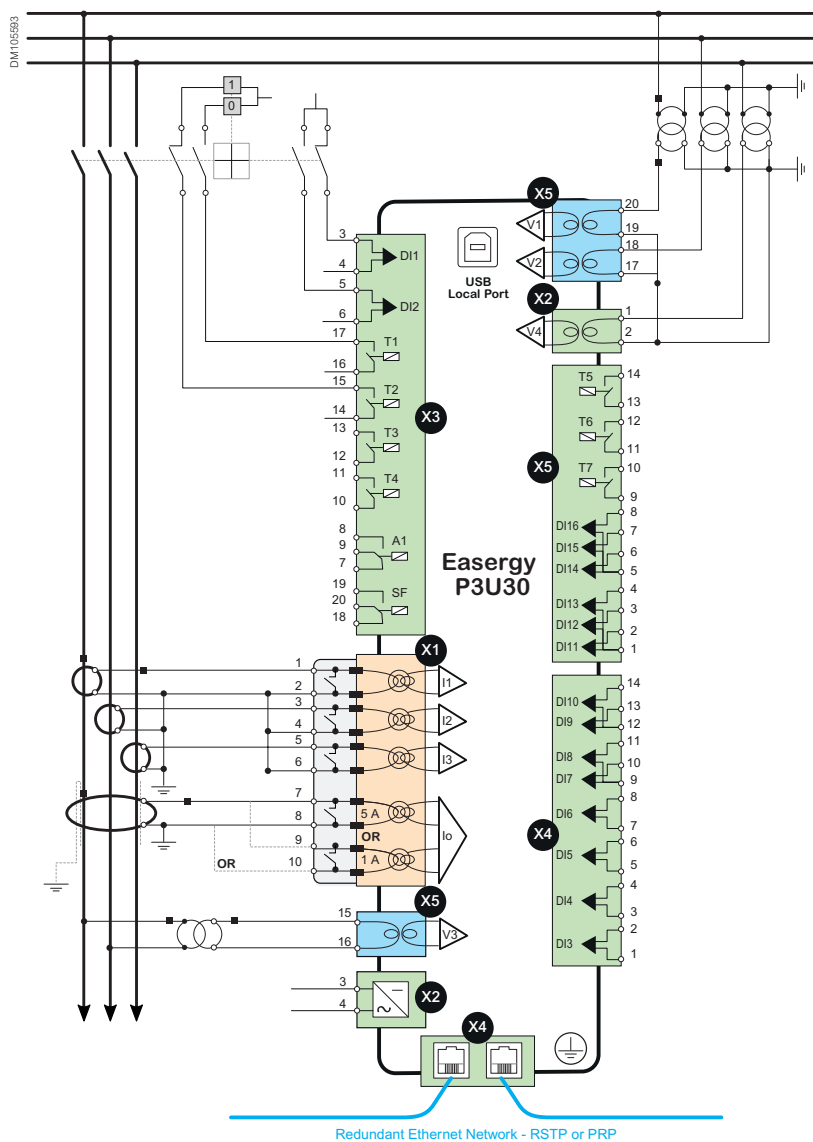 DM105593
1
0
X5
20
3
V1
19
DI1
18
4
USB
Local Port
V2
17
5
DI2
X2
6
1
17
V4
2
T1
16
15
T5
14
T2
13
14
X3
T6
12
13
T3
11
12
X5
T7
10
11
T4
9
10
8
DI16
7
8
A1
DI15
6
9
Easergy
P3U30
DI14
5
7
4
19
SF
DI13
3
20
DI12
2
18
DI11
1
X1
1
I1
2
14
3
DI10
13
I2
DI9
12
4
5
11
I3
DI8
10
6
DI7
9
7
8
5 A
DI6
8
Io
7
OR
X4
9
6
1 A
DI5
10
5
OR
4
X5
DI4
3
15
V3
2
16
DI3
1
3
X2
4
X4
Redundant Ethernet Network - RSTP or PRP